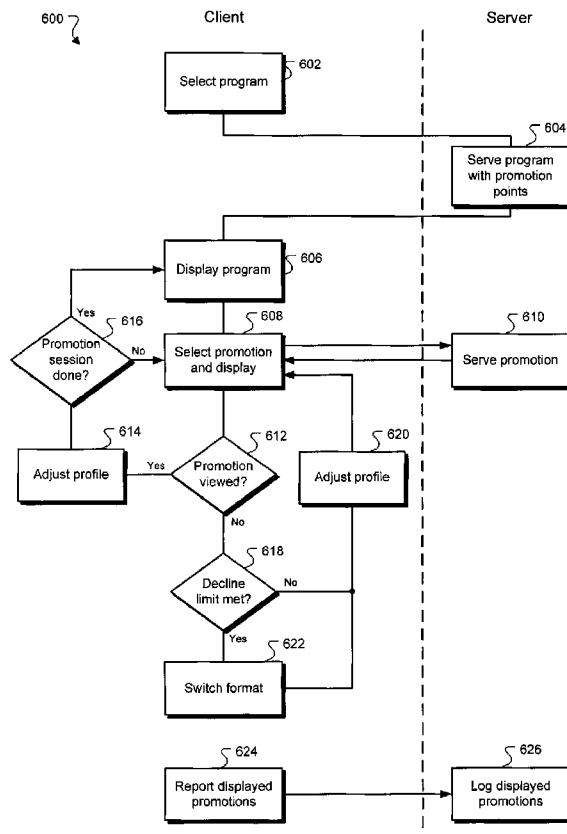 Client
Server
600
602
Select program
604
Serve program
with promotion
points
Display program
606
608
Yes
616
Promotion
session
done?
No
Select promotion
and display
610
Serve promotion
614
Adjust profile
Yes
612
Promotion
viewed?
620
Adjust profile
No
618
Decline
limit met?
No
Yes
622
Switch format
624
Report displayed
promotions
626
Log displayed
promotions